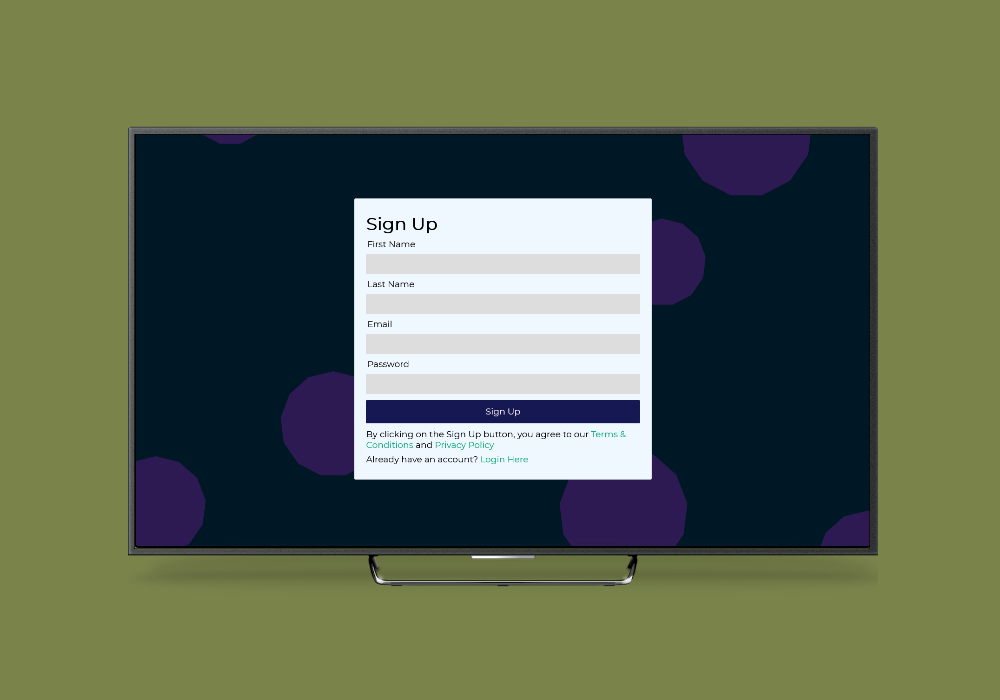 Sign Up
First Name
Last Name
Email
Password
Sign Up
By clicking on the Sign Up button, you agree to our Terms &
Conditions and Privacy Policy
Already have an account? Login Here